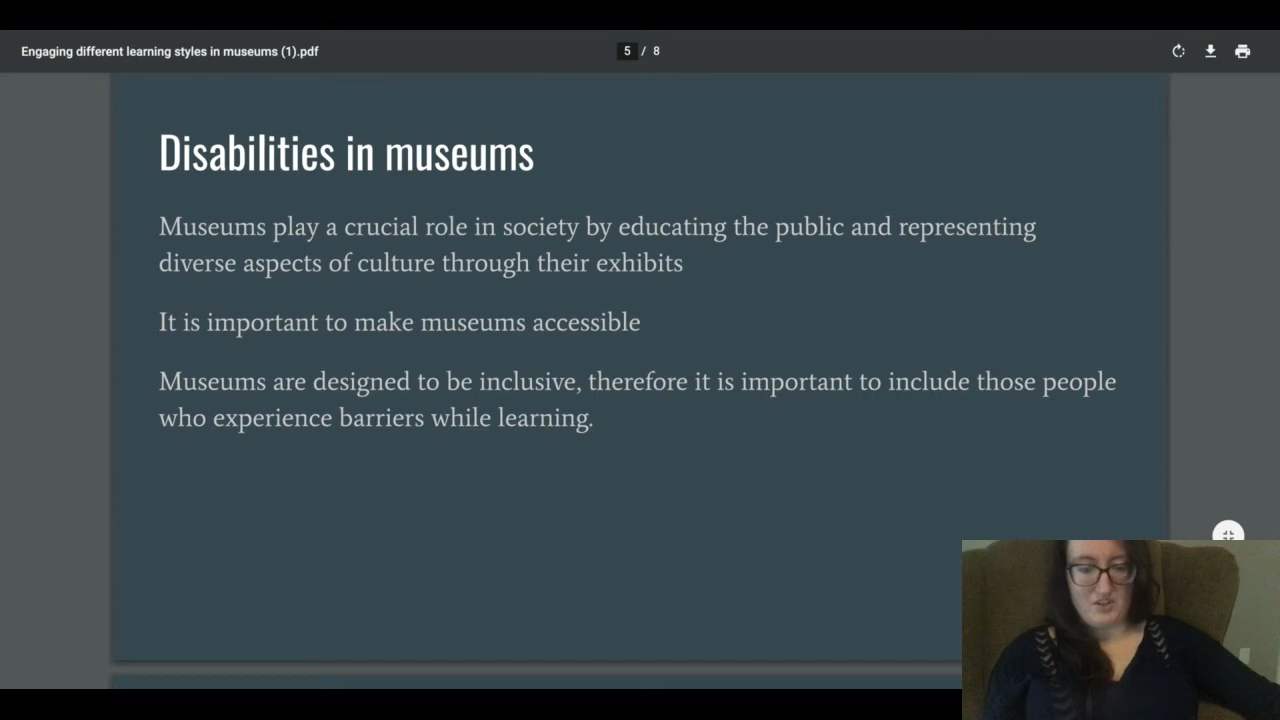 Engaging different learning styles in museums (1).pdf
5 / 8
Disabilities in museums
Museums play a crucial role in society by educating the public and representing
diverse aspects of culture through their exhibits
It is important to make museums accessible
Museums are designed to be inclusive, therefore it is important to include those people
who experience barriers while learning.